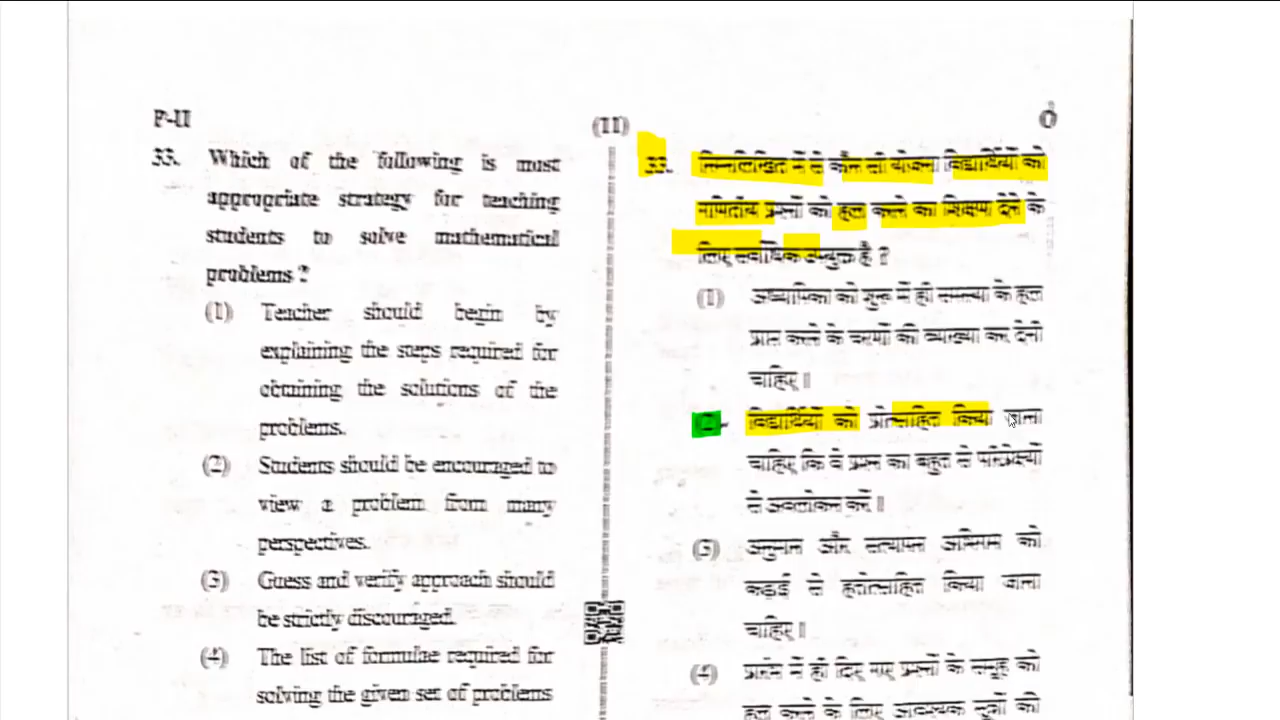 P-II
(11)
O
33. Which of the following is most
appropriate strategy for teaching
students to solve mathematical
problems ?
(1) Teacher should begin by
explaining the steps required for
obtaining the solutions of the
problems.
(2) Students should be encouraged to
view a problem from many
perspectives.
(3) Guess and verify approach should
be strictly discouraged.
(4) The list of formulae required for
solving the given set of problems
33. निम्नलिखित में से कौन सी योजना विद्यार्थियों को
गणितीय प्रश्नों को हल करने का शिक्षण देने के
लिए सर्वाधिक उपयुक्त है ?
(1) अध्यापिका को शुरू में ही समस्या के हल
प्राप्त करने के चरणों की व्याख्या कर देनी
चाहिए।
(2) विद्यार्थियों को प्रोत्साहित किया जाना
चाहिए कि वे प्रश्न का बहुत से परिप्रेक्ष्यों
से अवलोकन करें।
(3) अनुमान और सत्यापन अभिगम को
कड़ाई से हतोत्साहित किया जाना
चाहिए।
(4) प्रारंभ में ही दिए गए प्रश्नों के समूह को
हल करने के लिए आवश्यक सूत्रों की